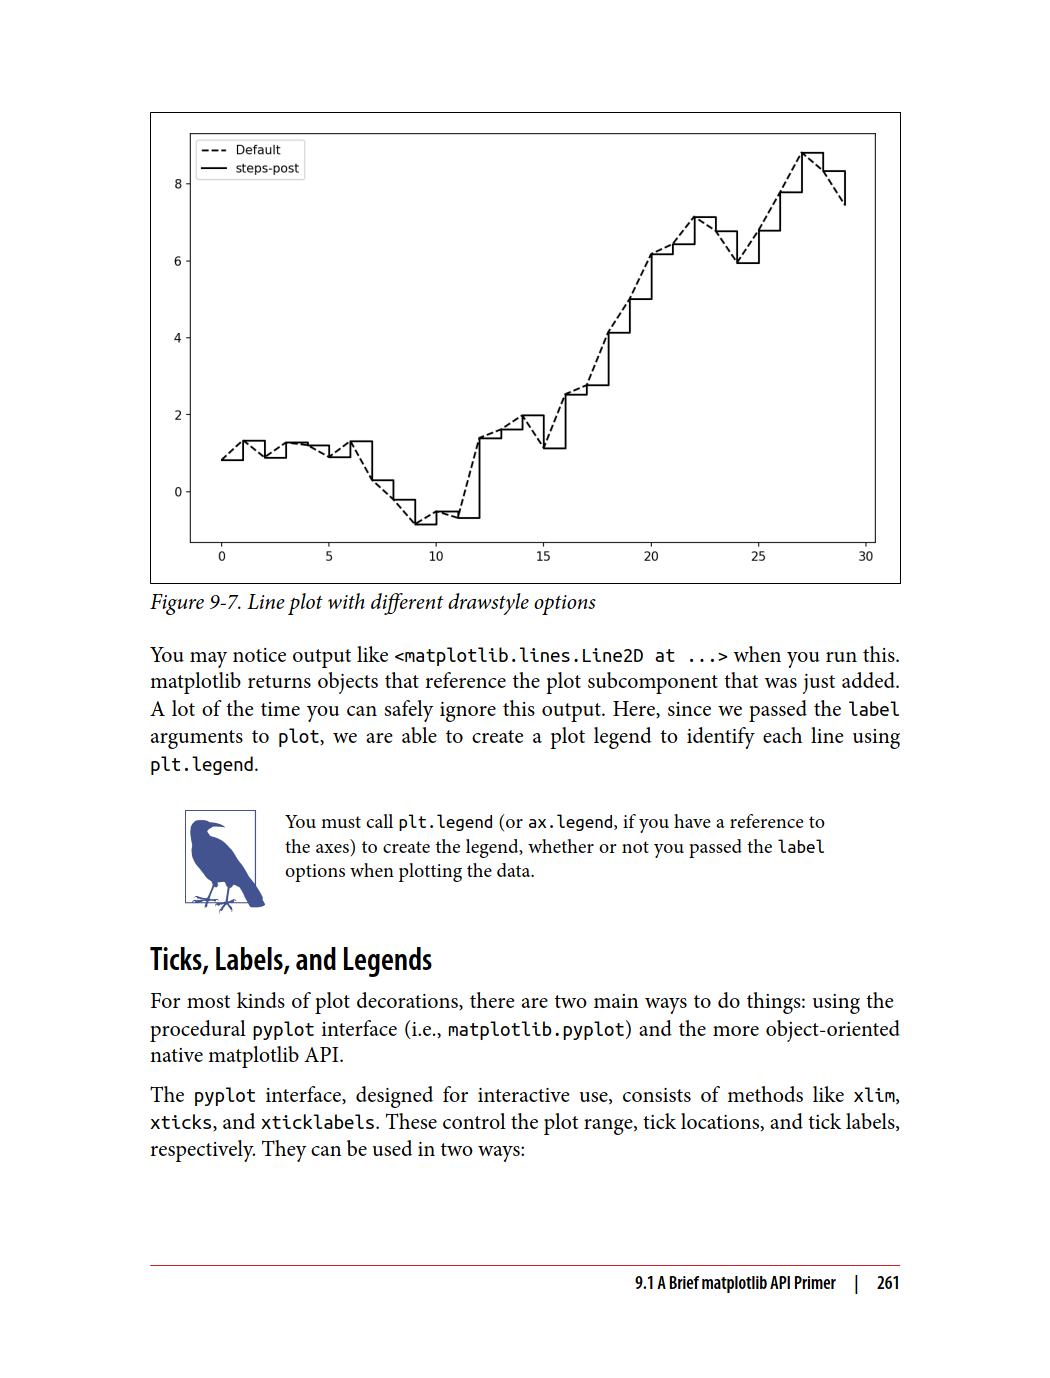 Default
steps-post
8
6
4
2
0
0 5 10 15 20 25 30
Figure 9-7. Line plot with different drawstyle options
You may notice output like <matplotlib.lines.Line2D at ...> when you run this.
matplotlib returns objects that reference the plot subcomponent that was just added.
A lot of the time you can safely ignore this output. Here, since we passed the label
arguments to plot, we are able to create a plot legend to identify each line using
plt.legend.
You must call plt.legend (or ax.legend, if you have a reference to
the axes) to create the legend, whether or not you passed the label
options when plotting the data.
Ticks, Labels, and Legends
For most kinds of plot decorations, there are two main ways to do things: using the
procedural pyplot interface (i.e., matplotlib.pyplot) and the more object-oriented
native matplotlib API.
The pyplot interface, designed for interactive use, consists of methods like xlim,
xticks, and xticklabels. These control the plot range, tick locations, and tick labels,
respectively. They can be used in two ways:
9.1 A Brief matplotlib API Primer | 261